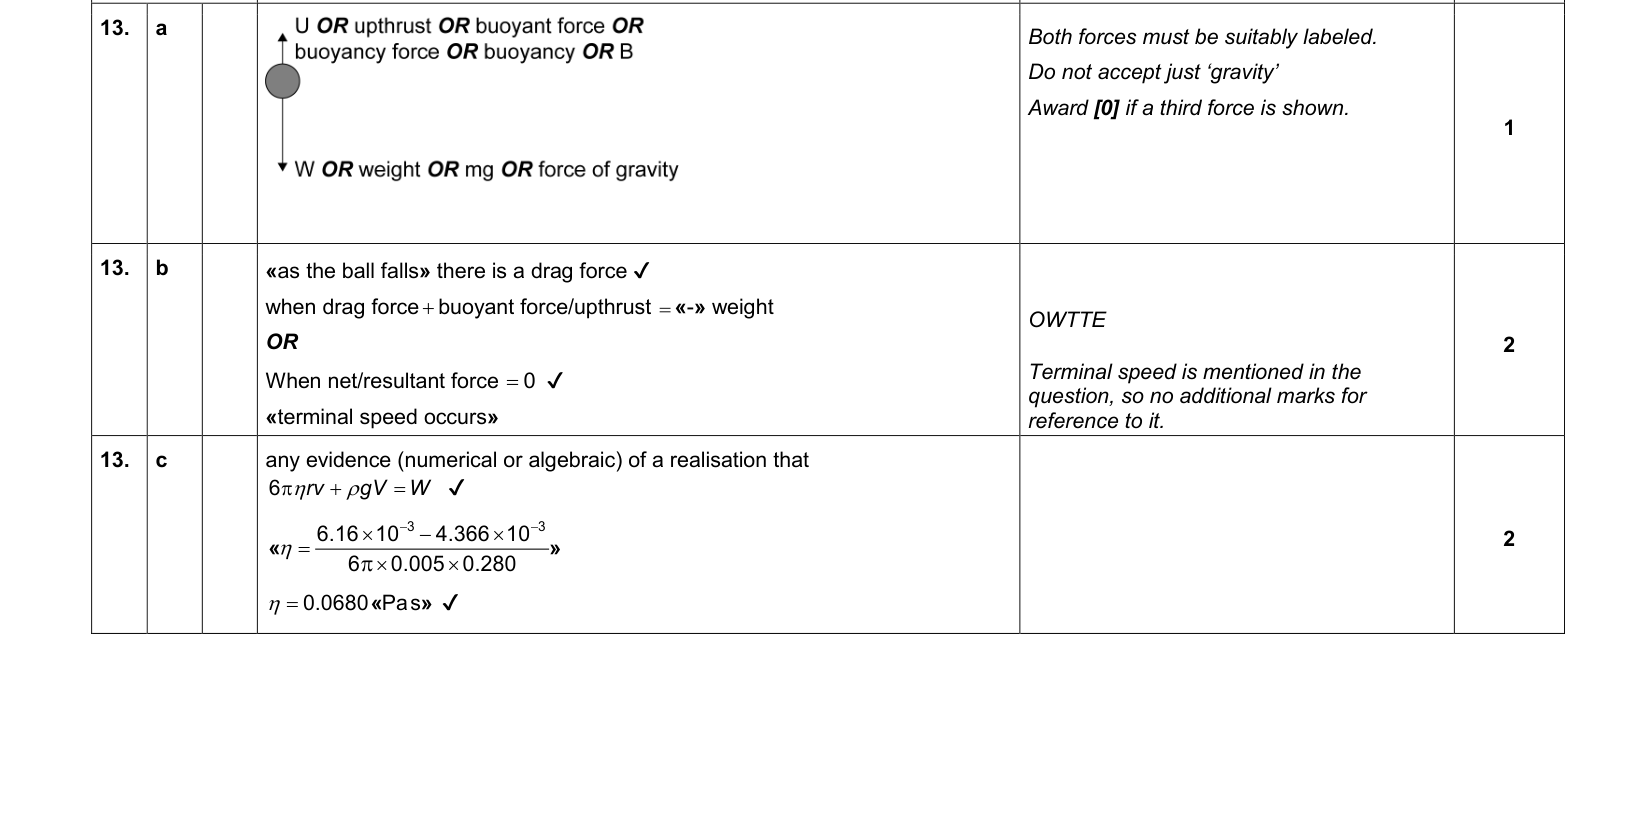 13. a
U OR upthrust OR buoyant force OR
buoyancy force OR buoyancy OR B
W OR weight OR mg OR force of gravity
Both forces must be suitably labeled.
Do not accept just ‘gravity’
Award [0] if a third force is shown.
1
13. b
«as the ball falls» there is a drag force ✓
when drag force + buoyant force/upthrust = «-» weight
OR
When net/resultant force = 0 ✓
«terminal speed occurs»
OWTTE
Terminal speed is mentioned in the
question, so no additional marks for
reference to it.
2
13. c
any evidence (numerical or algebraic) of a realisation that
6πηrv + ρgV = W ✓
«η = (6.16 × 10⁻³ − 4.366 × 10⁻³) / (6π × 0.005 × 0.280)»
η = 0.0680 «Pa s» ✓
2